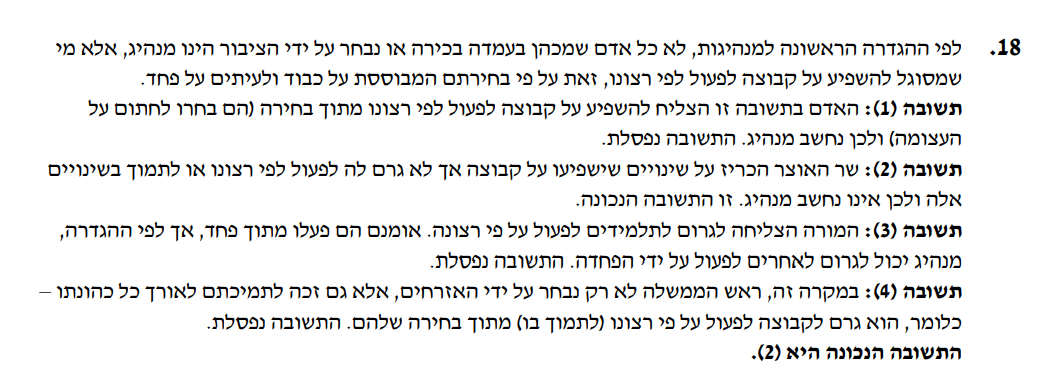 18. לפי ההגדרה הראשונה למנהיגות, לא כל אדם שמכהן בעמדה בכירה או נבחר על ידי הציבור הינו מנהיג, אלא מי
שמסוגל להשפיע על קבוצה לפעול לפי רצונו, זאת על פי בחירתם המבוססת על כבוד ולעיתים על פחד.
תשובה (1): האדם בתשובה זו הצליח להשפיע על קבוצה לפעול לפי רצונו מתוך בחירה (הם בחרו לחתום על
העצומה) ולכן נחשב מנהיג. התשובה נפסלת.
תשובה (2): שר האוצר הכריז על שינויים שישפיעו על קבוצה אך לא גרם לה לפעול לפי רצונו או לתמוך בשינויים
אלה ולכן אינו נחשב מנהיג. זו התשובה הנכונה.
תשובה (3): המורה הצליחה לגרום לתלמידים לפעול על פי רצונה. אומנם הם פעלו מתוך פחד, אך לפי ההגדרה,
מנהיג יכול לגרום לאחרים לפעול על ידי הפחדה. התשובה נפסלת.
תשובה (4): במקרה זה, ראש הממשלה לא רק נבחר על ידי האזרחים, אלא גם זכה לתמיכתם לאורך כל כהונתו –
כלומר, הוא גרם לקבוצה לפעול על פי רצונו (לתמוך בו) מתוך בחירה שלהם. התשובה נפסלת.
התשובה הנכונה היא (2).